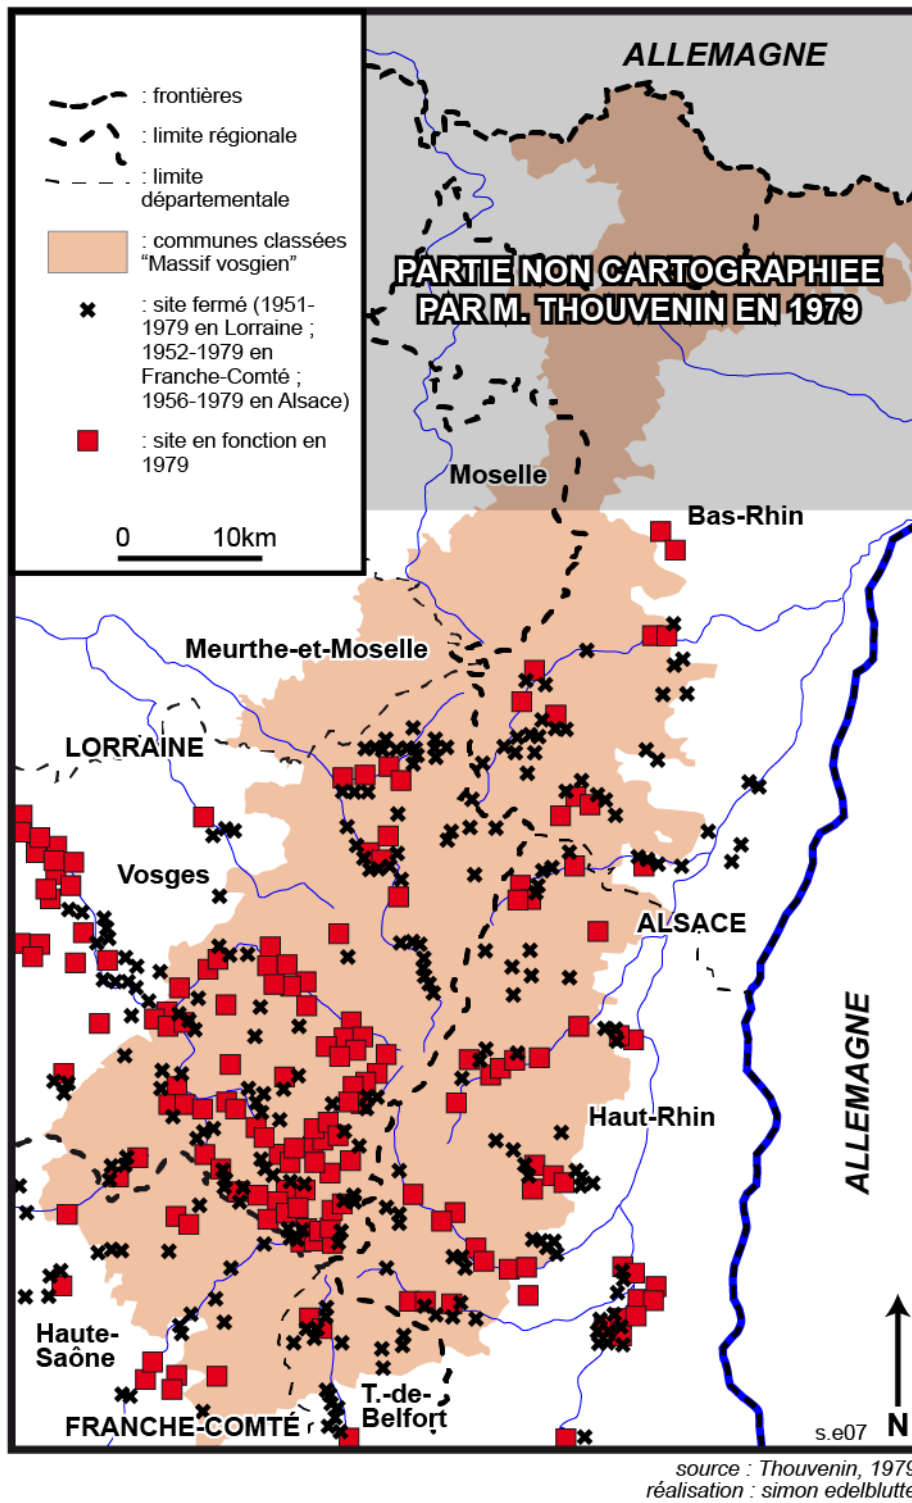 ALLEMAGNE
: frontières
: limite régionale
: limite
départementale
: communes classées
“Massif vosgien”
: site fermé (1951-
1979 en Lorraine ;
1952-1979 en
Franche-Comté ;
1956-1979 en Alsace)
: site en fonction en
1979
0 10km
PARTIE NON CARTOGRAPHIEE
PAR M. THOUVENIN EN 1979
Moselle
Bas-Rhin
Meurthe-et-Moselle
LORRAINE
Vosges
ALSACE
ALLEMAGNE
Haut-Rhin
Haute-
Saône
T.-de-
Belfort
FRANCHE-COMTÉ
s.e07
N
source : Thouvenin, 1979
réalisation : simon edelblutte